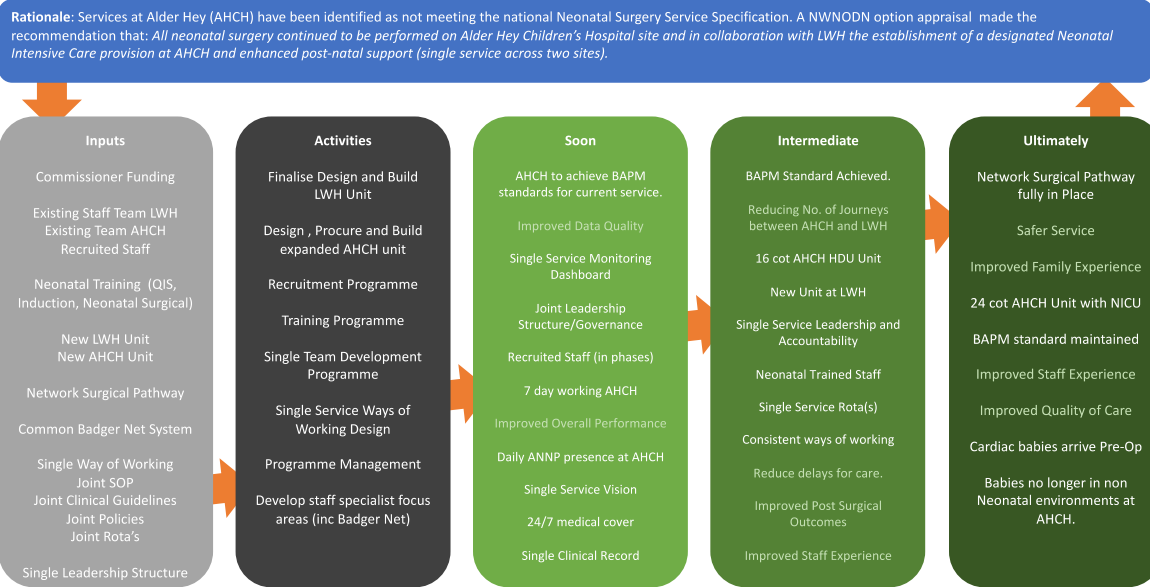 Rationale: Services at Alder Hey (AHCH) have been identified as not meeting the national Neonatal Surgery Service Specification. A NWNODN option appraisal made the
recommendation that: All neonatal surgery continued to be performed on Alder Hey Children's Hospital site and in collaboration with LWH the establishment of a designated Neonatal
Intensive Care provision at AHCH and enhanced post-natal support (single service across two sites).
Inputs
Commissioner Funding
Existing Staff Team LWH
Existing Team AHCH
Recruited Staff
Neonatal Training (QIS,
Induction, Neonatal Surgical)
New LWH Unit
New AHCH Unit
Network Surgical Pathway
Common Badger Net System
Single Way of Working
Joint SOP
Joint Clinical Guidelines
Joint Policies
Joint Rota's
Single Leadership Structure
Activities
Finalise Design and Build
LWH Unit
Design , Procure and Build
expanded AHCH unit
Recruitment Programme
Training Programme
Single Team Development
Programme
Single Service Ways of
Working Design
Programme Management
Develop staff specialist focus
areas (inc Badger Net)
Soon
AHCH to achieve BAPM
standards for current service.
Improved Data Quality
Single Service Monitoring
Dashboard
Joint Leadership
Structure/Governance
Recruited Staff (in phases)
7 day working AHCH
Improved Overall Performance
Daily ANNP presence at AHCH
Single Service Vision
24/7 medical cover
Single Clinical Record
Intermediate
BAPM Standard Achieved.
Reducing No. of Journeys
between AHCH and LWH
16 cot AHCH HDU Unit
New Unit at LWH
Single Service Leadership and
Accountability
Neonatal Trained Staff
Single Service Rota(s)
Consistent ways of working
Reduce delays for care.
Improved Post Surgical
Outcomes
Improved Staff Experience
Ultimately
Network Surgical Pathway
fully in Place
Safer Service
Improved Family Experience
24 cot AHCH Unit with NICU
BAPM standard maintained
Improved Staff Experience
Improved Quality of Care
Cardiac babies arrive Pre-Op
Babies no longer in non
Neonatal environments at
AHCH.